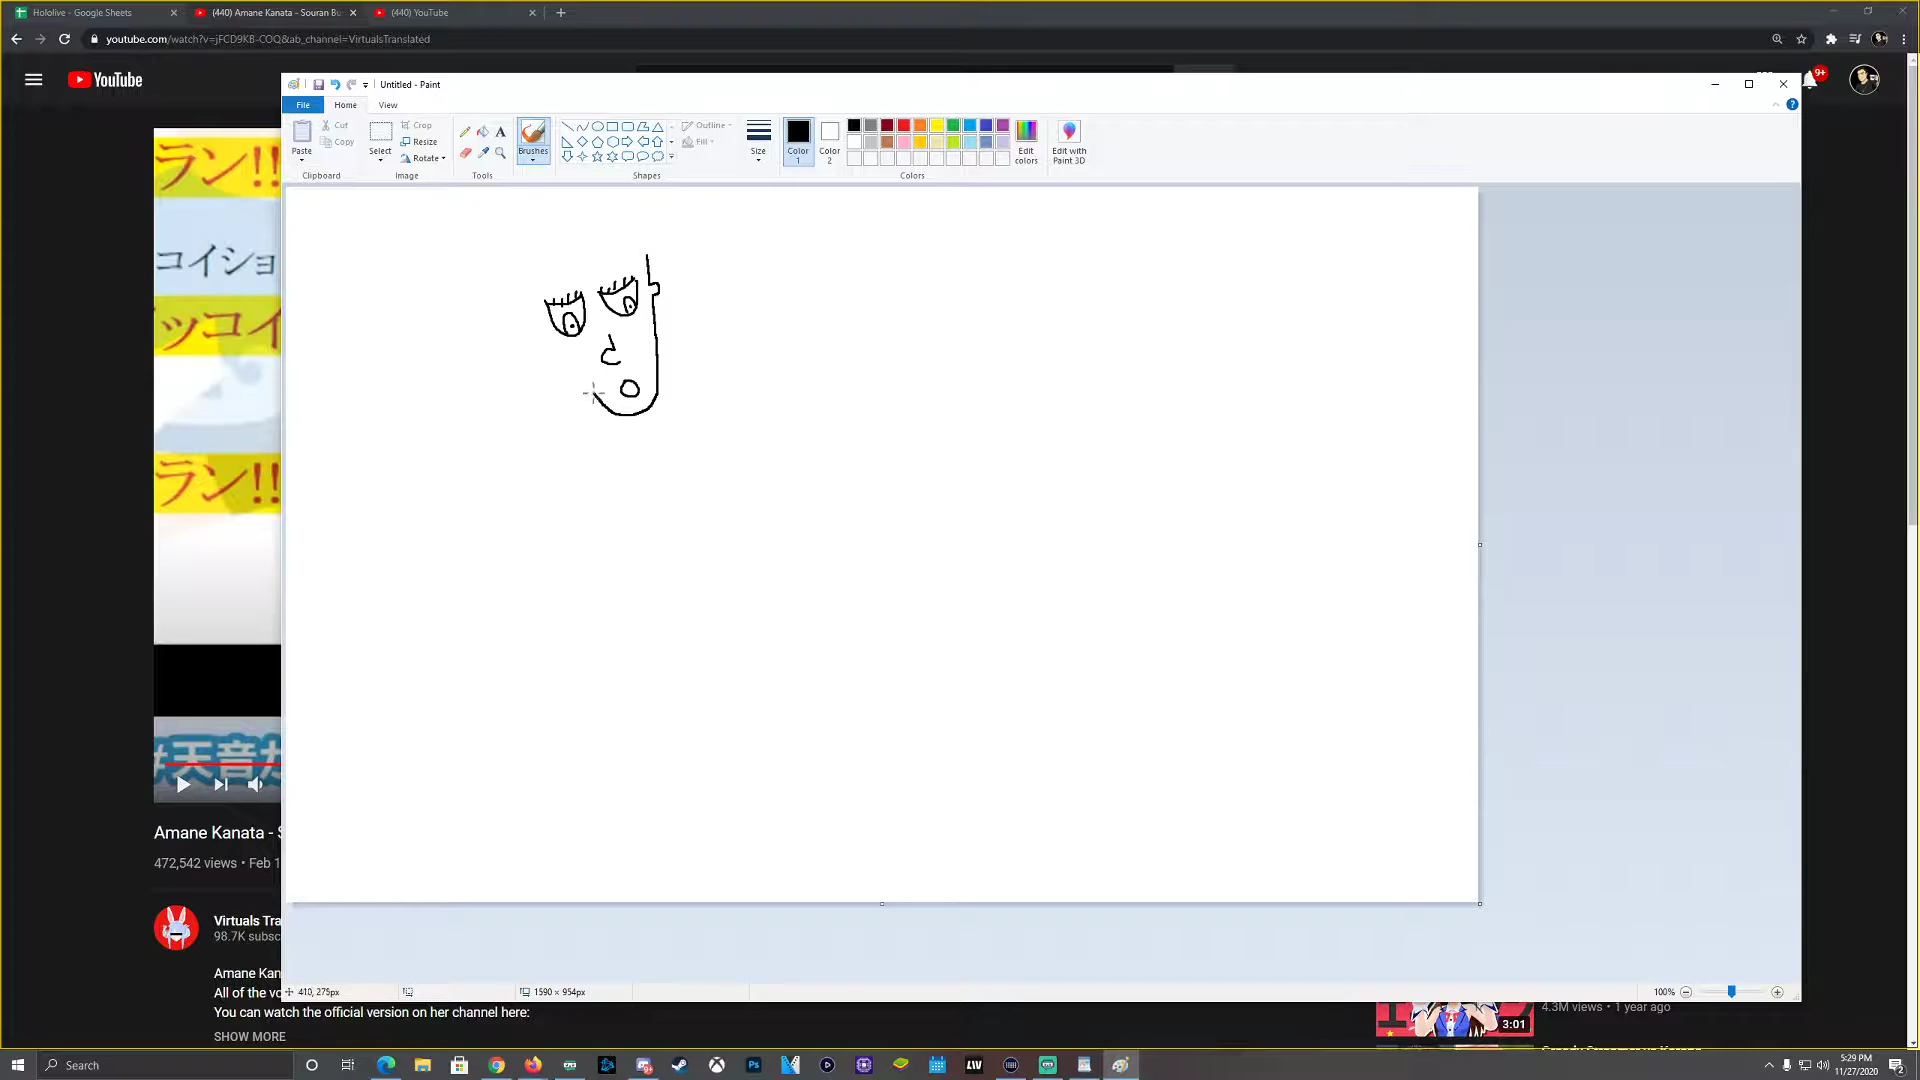 Hololive - Google Sheets
(440) Amane Kanata - Souran Bu
(440) YouTube
youtube.com/watch?v=jFCD9KB-COQ&ab_channel=VirtualsTranslated
YouTube
9+
Untitled - Paint
File
Home
View
Paste
Cut
Copy
Clipboard
Select
Crop
Resize
Rotate
Image
Tools
Brushes
Outline
Fill
Shapes
Size
Color 1
Color 2
Edit colors
Edit with Paint 3D
Colors
ラン!!
コイショ
ッコイ
ラン!!
#天音か
Amane Kanata - S
472,542 views • Feb 1
Virtuals Tra
98.7K subsc
Amane Kan
All of the vo
You can watch the official version on her channel here:
SHOW MORE
410, 275px
1590 × 954px
100%
3:01
4.3M views • 1 year ago
Search
LIV
5:29 PM
11/27/2020